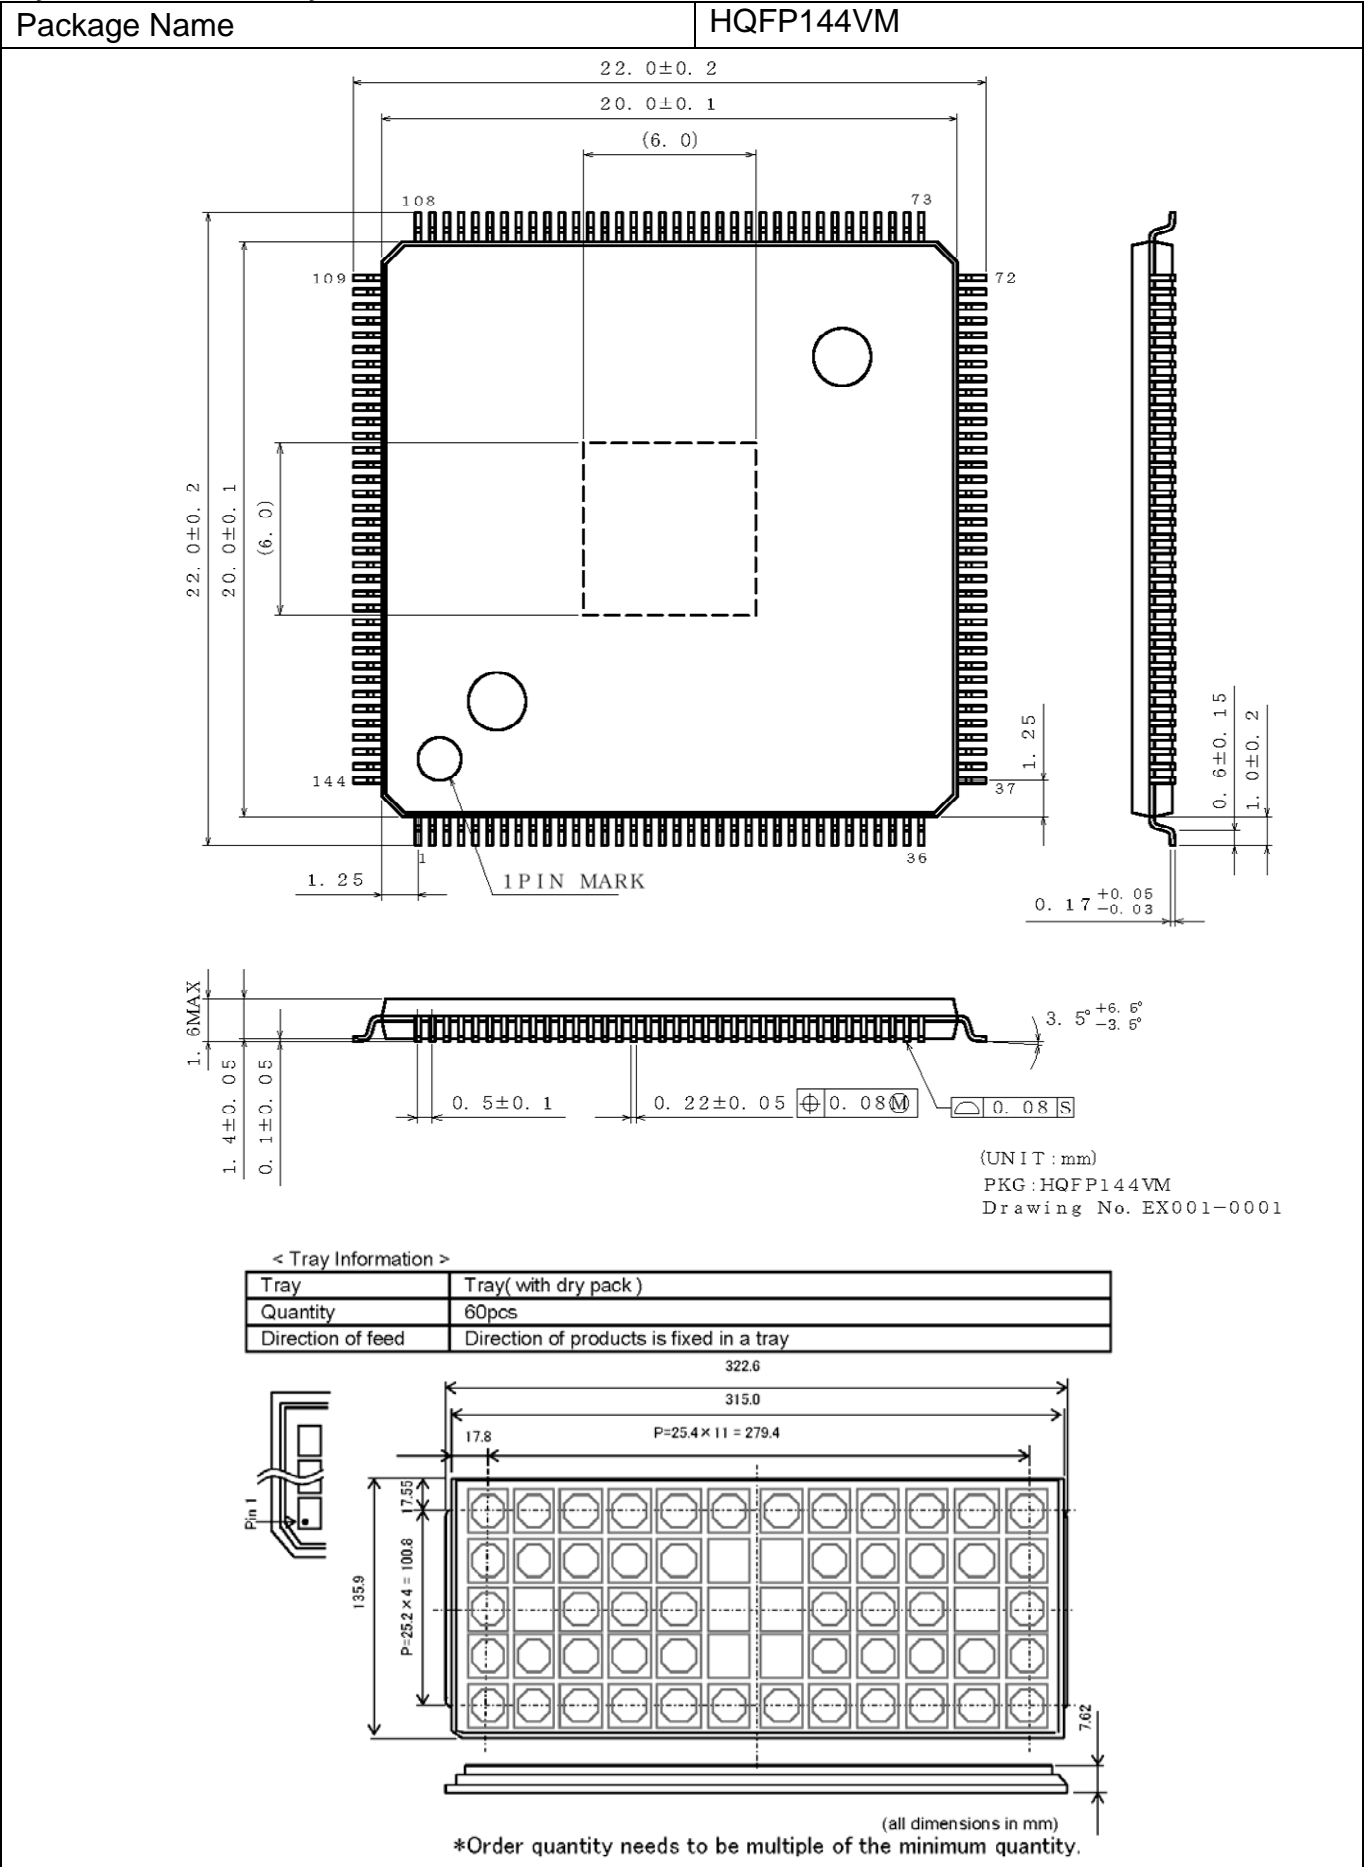 Package Name
HQFP144VM
22. 0±0. 2
20. 0±0. 1
(6. 0)
108
73
109
72
22. 0±0. 2
20. 0±0. 1
(6. 0)
1. 25
0. 6±0. 15
1. 0±0. 2
144
37
1
36
1. 25
1PIN MARK
0. 17 +0. 05 −0. 03
1. 6MAX
3. 5° +6. 5° −3. 5°
1. 4±0. 05
0. 1±0. 05
0. 5±0. 1
0. 22±0. 05 ⌖ 0. 08Ⓜ
⌓ 0. 08 S
(UNIT:mm)
PKG:HQFP144VM
Drawing No. EX001−0001
< Tray Information >
Tray
Tray( with dry pack )
Quantity
60pcs
Direction of feed
Direction of products is fixed in a tray
322.6
315.0
17.8
P=25.4×11 = 279.4
Pin 1
17.55
135.9
P=25.2×4 = 100.8
7.62
(all dimensions in mm)
*Order quantity needs to be multiple of the minimum quantity.